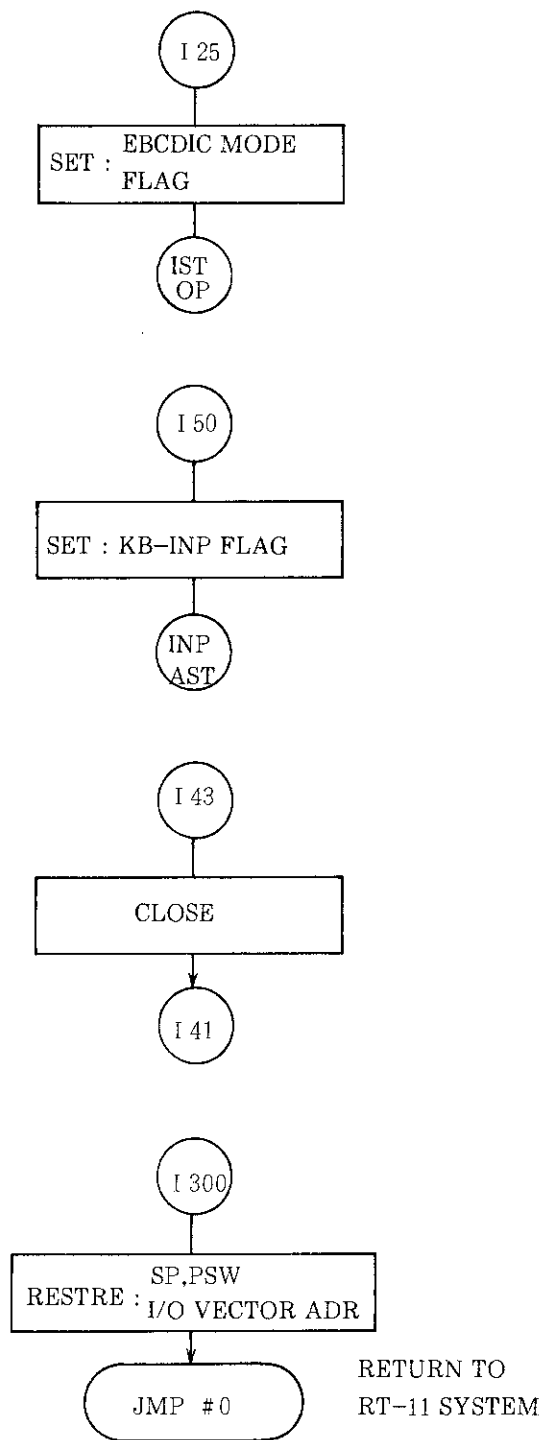 I 25
SET : EBCDIC MODE
FLAG
IST
OP
I 50
SET : KB-INP FLAG
INP
AST
I 43
CLOSE
I 41
I 300
RESTRE : SP,PSW
I/O VECTOR ADR
JMP #0
RETURN TO
RT-11 SYSTEM